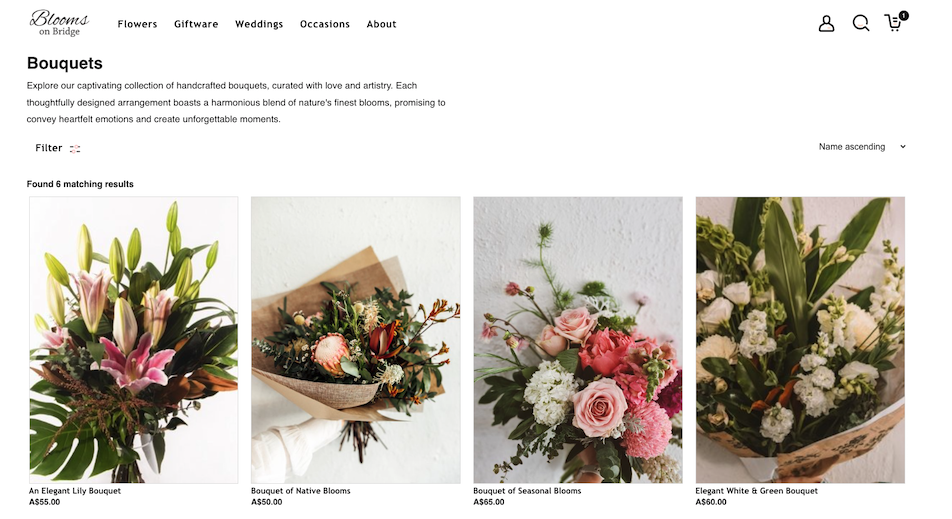 Blooms
on Bridge
Flowers Giftware Weddings Occasions About
1
Bouquets
Explore our captivating collection of handcrafted bouquets, curated with love and artistry. Each
thoughtfully designed arrangement boasts a harmonious blend of nature's finest blooms, promising to
convey heartfelt emotions and create unforgettable moments.
Filter
Name ascending
Found 6 matching results
An Elegant Lily Bouquet
A$55.00
Bouquet of Native Blooms
A$50.00
Bouquet of Seasonal Blooms
A$65.00
Elegant White & Green Bouquet
A$60.00